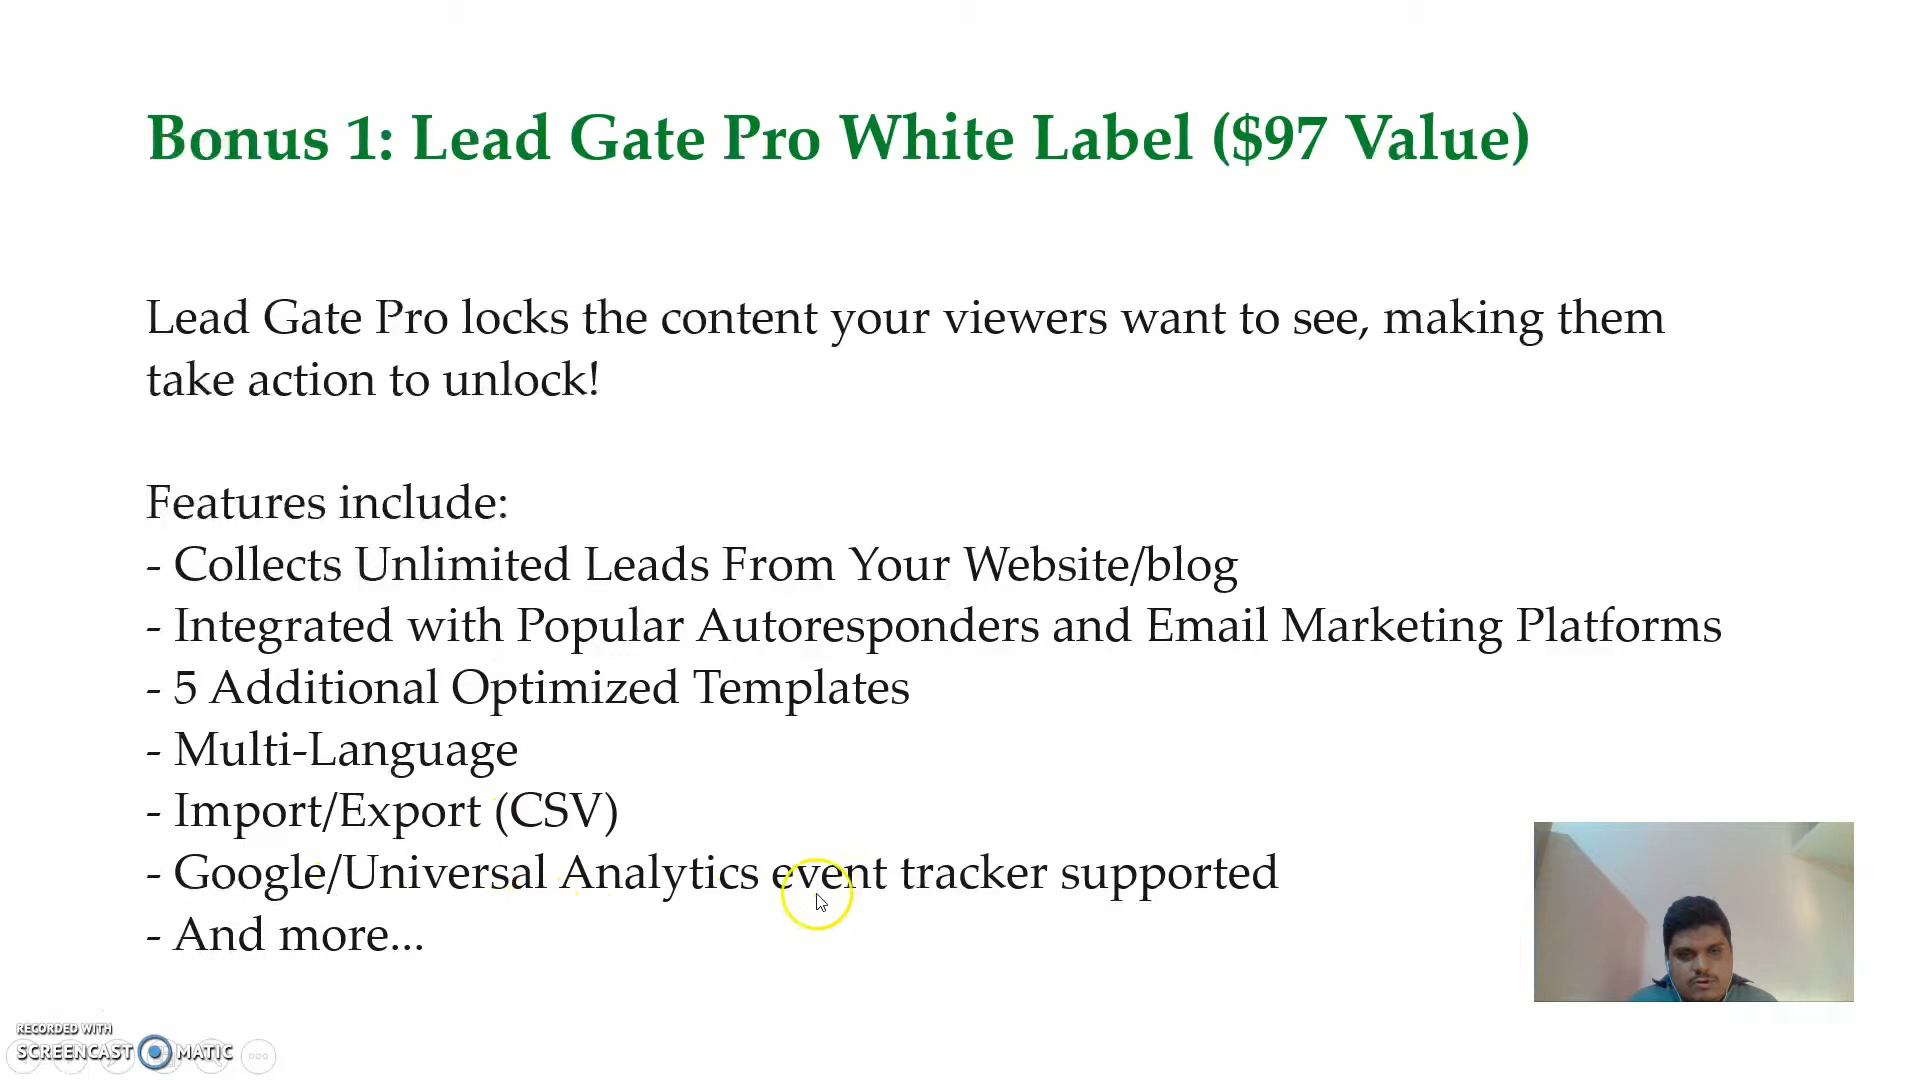 Bonus 1: Lead Gate Pro White Label ($97 Value)
Lead Gate Pro locks the content your viewers want to see, making them
take action to unlock!
Features include:
- Collects Unlimited Leads From Your Website/blog
- Integrated with Popular Autoresponders and Email Marketing Platforms
- 5 Additional Optimized Templates
- Multi-Language
- Import/Export (CSV)
- Google/Universal Analytics event tracker supported
- And more...
RECORDED WITH
SCREENCAST MATIC